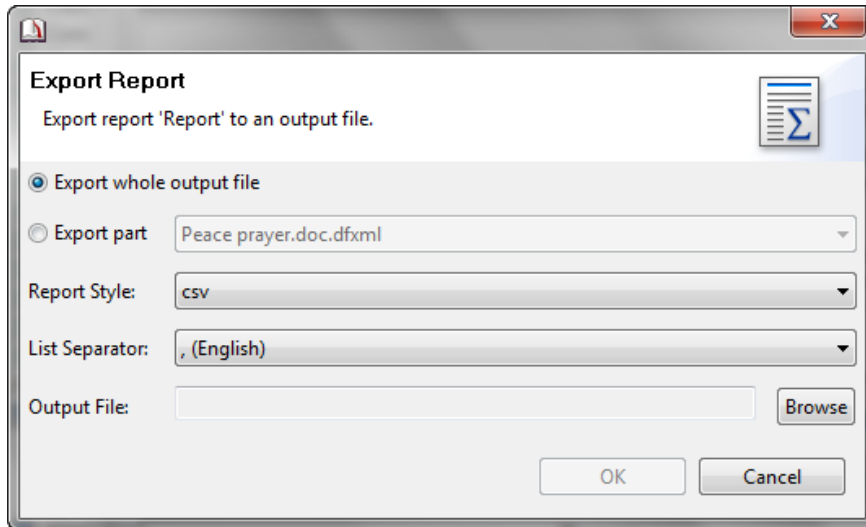 Export Report
Export report 'Report' to an output file.
Export whole output file
Export part Peace prayer.doc.dfxml
Report Style: csv
List Separator: , (English)
Output File: Browse
OK Cancel